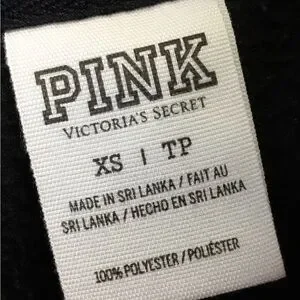 PINK
VICTORIA'S SECRET
XS | TP
MADE IN SRI LANKA / FAIT AU
SRI LANKA / HECHO EN SRI LANKA
100% POLYESTER / POLIÉSTER